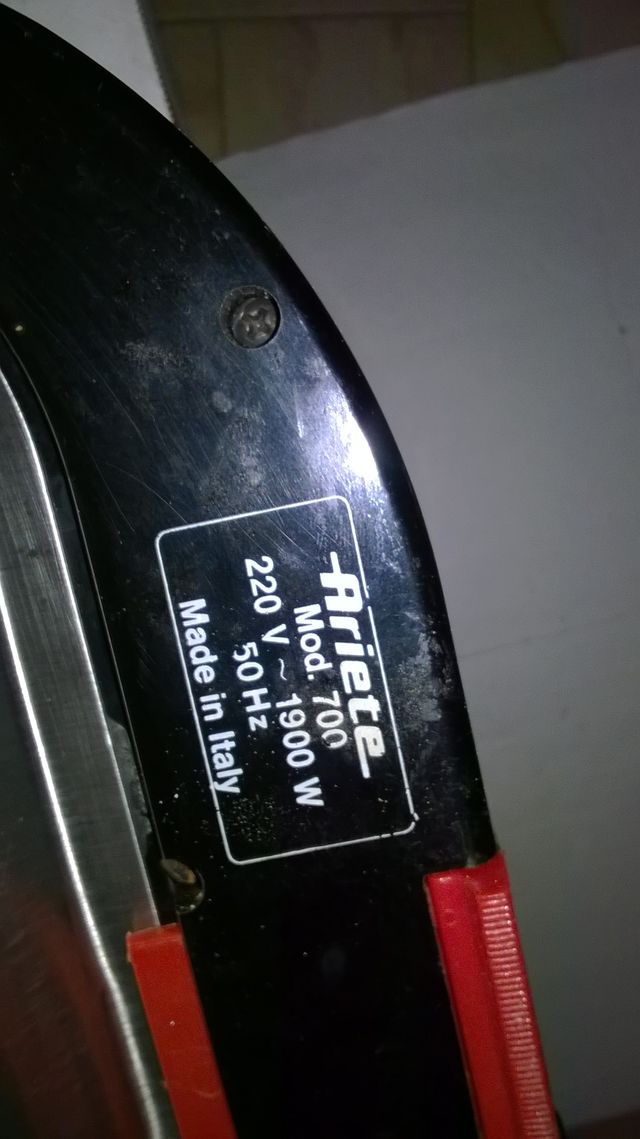 Ariete
Mod. 700
220 V ~ 1900 W
50 Hz
Made in Italy